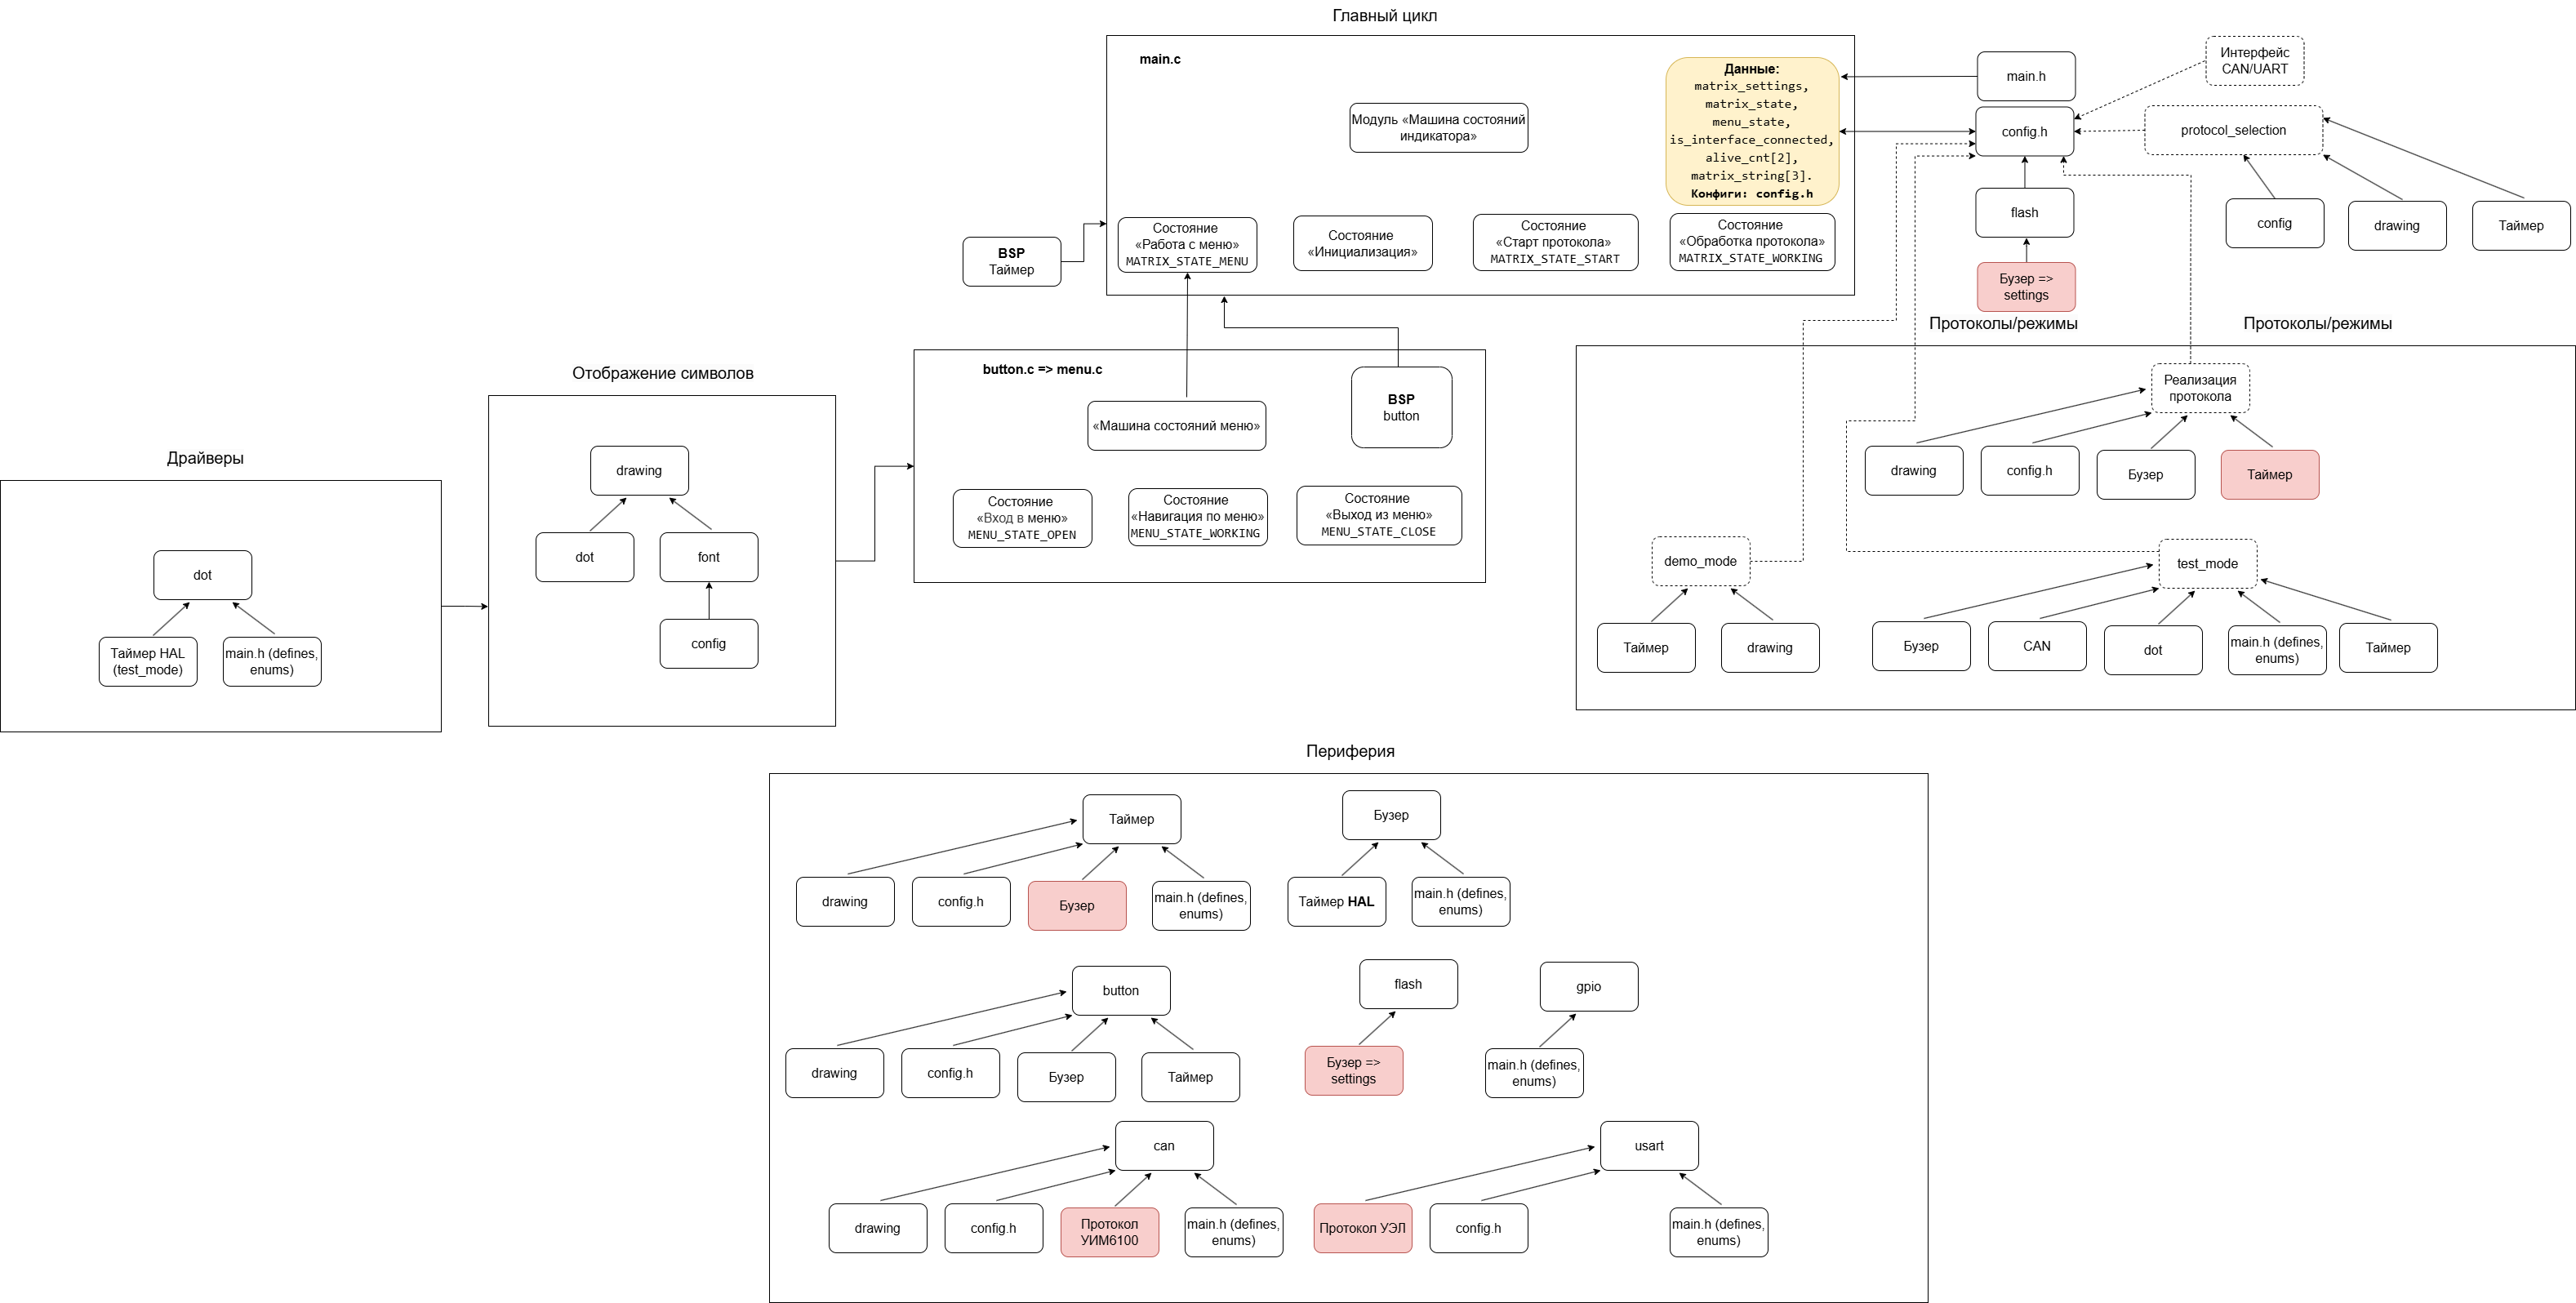 Главный цикл
main.c
Модуль «Машина состояний
индикатора»
Данные:
matrix_settings,
matrix_state,
menu_state,
is_interface_connected,
alive_cnt[2],
matrix_string[3].
Конфиги: config.h
Состояние
«Работа с меню»
MATRIX_STATE_MENU
Состояние
«Инициализация»
Состояние
«Старт протокола»
MATRIX_STATE_START
Состояние
«Обработка протокола»
MATRIX_STATE_WORKING
BSP
Таймер
main.h
config.h
flash
Бузер =>
settings
Интерфейс
CAN/UART
protocol_selection
config
drawing
Таймер
Протоколы/режимы
Протоколы/режимы
Реализация
протокола
drawing
config.h
Бузер
Таймер
demo_mode
Таймер
drawing
test_mode
Бузер
CAN
dot
main.h (defines,
enums)
Таймер
button.c => menu.c
«Машина состояний меню»
BSP
button
Состояние
«Вход в меню»
MENU_STATE_OPEN
Состояние
«Навигация по меню»
MENU_STATE_WORKING
Состояние
«Выход из меню»
MENU_STATE_CLOSE
Отображение символов
drawing
dot
font
config
Драйверы
dot
Таймер HAL
(test_mode)
main.h (defines,
enums)
Периферия
Таймер
drawing
config.h
Бузер
main.h (defines,
enums)
Бузер
Таймер HAL
main.h (defines,
enums)
button
drawing
config.h
Бузер
Таймер
flash
Бузер =>
settings
gpio
main.h (defines,
enums)
can
drawing
config.h
Протокол
УИМ6100
main.h (defines,
enums)
usart
Протокол УЭЛ
config.h
main.h (defines,
enums)